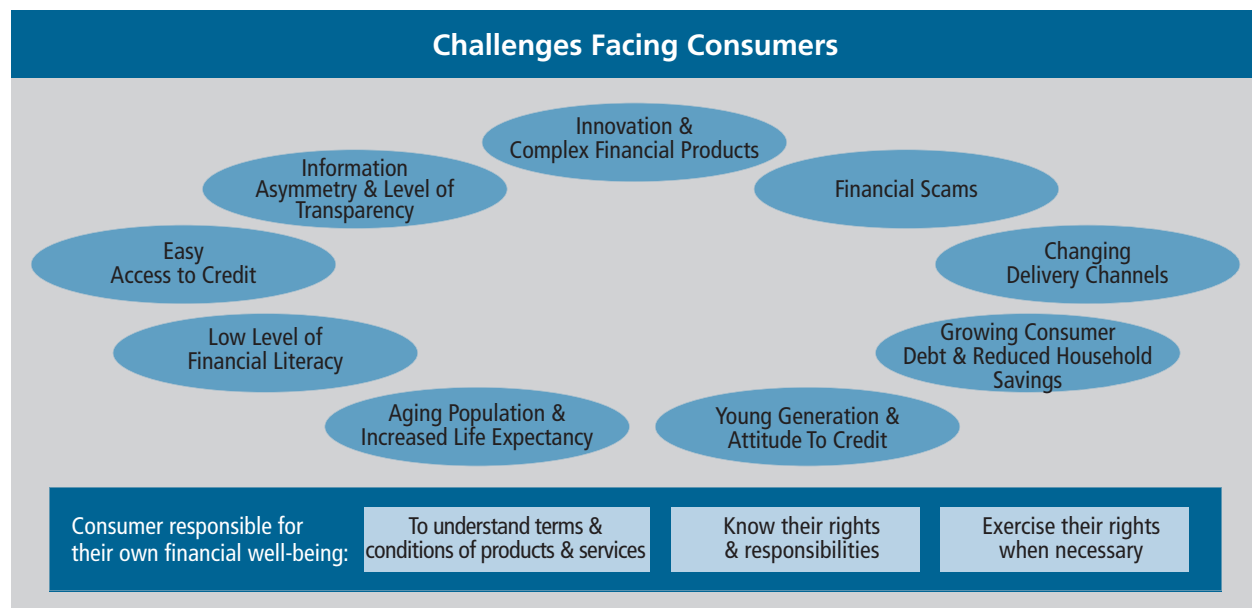 Challenges Facing Consumers
Innovation &
Complex Financial Products
Information
Asymmetry & Level of
Transparency
Financial Scams
Easy
Access to Credit
Changing
Delivery Channels
Low Level of
Financial Literacy
Growing Consumer
Debt & Reduced Household
Savings
Aging Population &
Increased Life Expectancy
Young Generation &
Attitude To Credit
Consumer responsible for
their own financial well-being:
To understand terms &
conditions of products & services
Know their rights
& responsibilities
Exercise their rights
when necessary